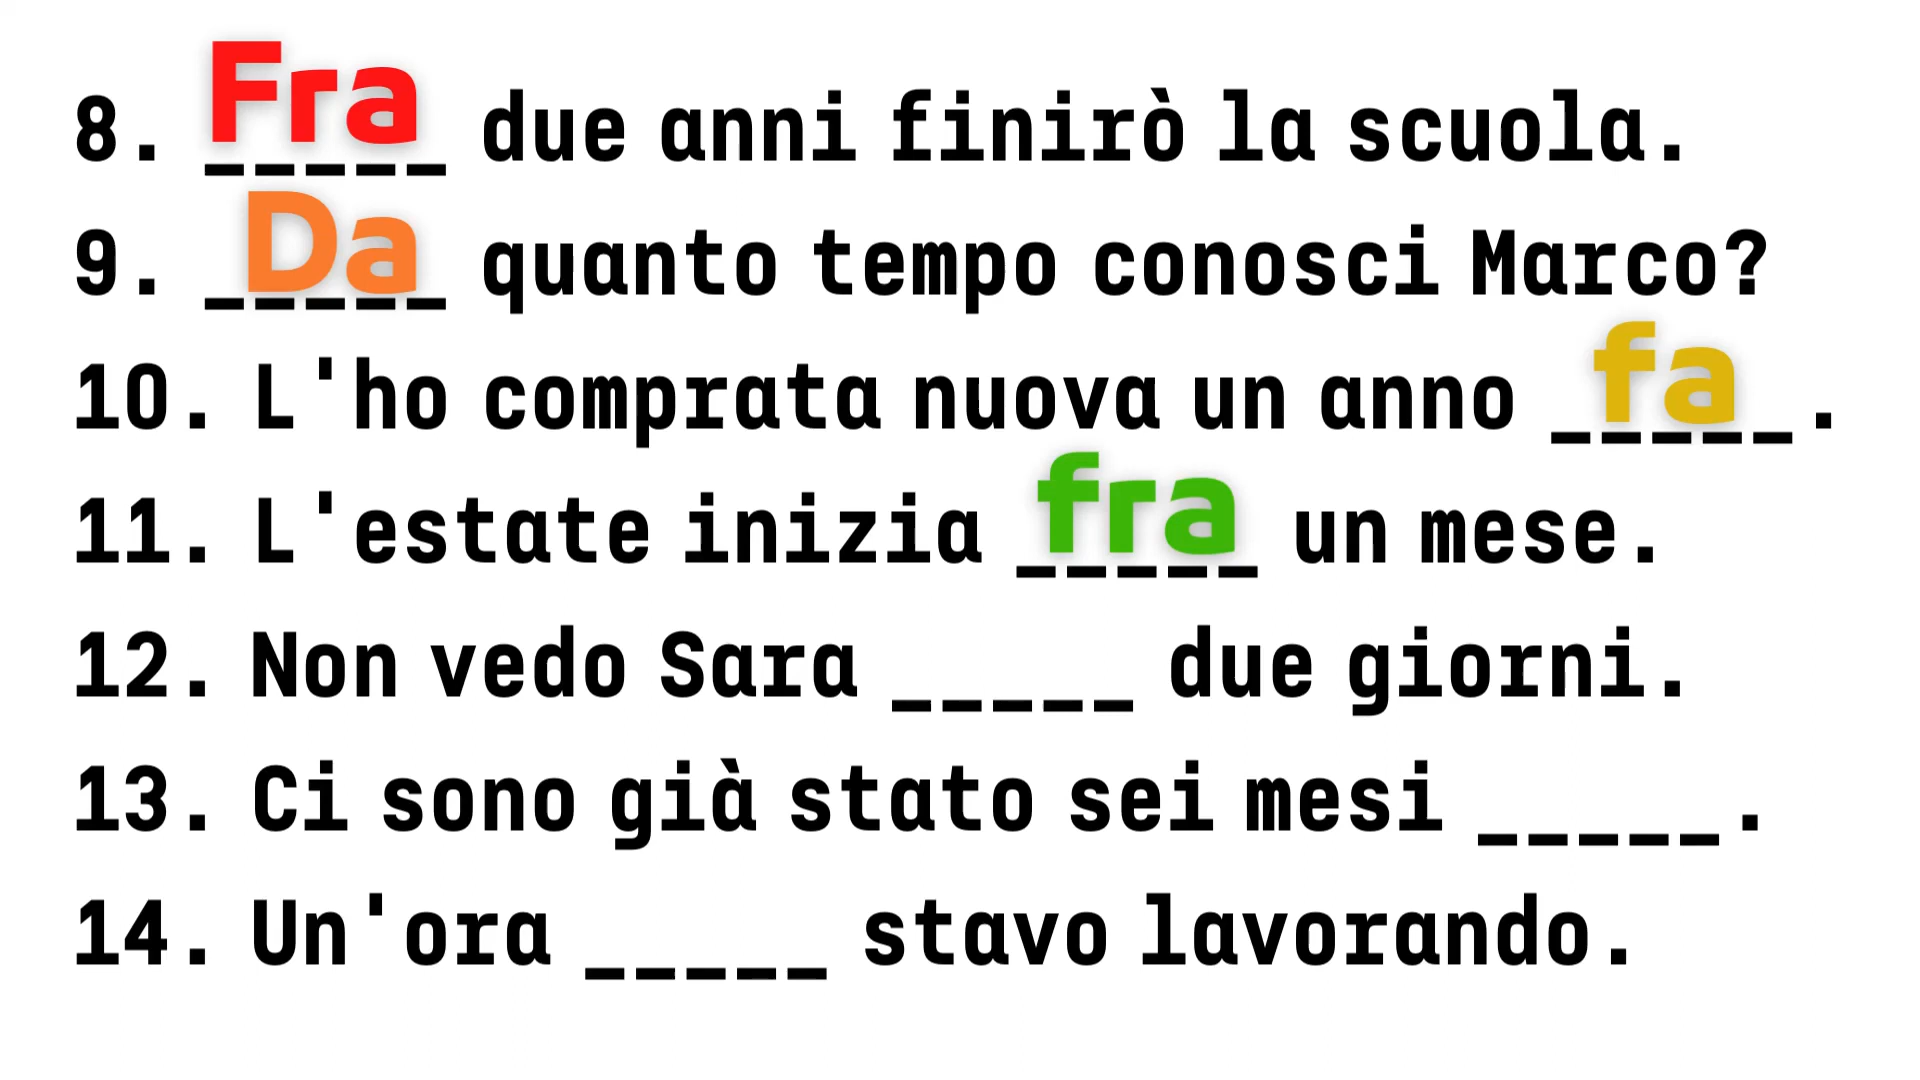 8. Fra due anni finirò la scuola.
9. Da quanto tempo conosci Marco?
10. L'ho comprata nuova un anno fa.
11. L'estate inizia fra un mese.
12. Non vedo Sara _____ due giorni.
13. Ci sono già stato sei mesi _____.
14. Un'ora _____ stavo lavorando.